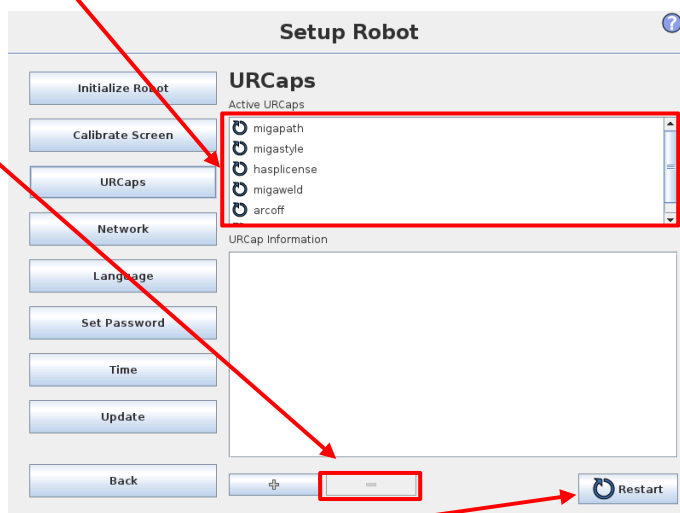 Setup Robot
?
Initialize Robot
Calibrate Screen
URCaps
Network
Language
Set Password
Time
Update
Back
URCaps
Active URCaps
migapath
migastyle
hasplicense
migaweld
arcoff
URCap Information
Restart